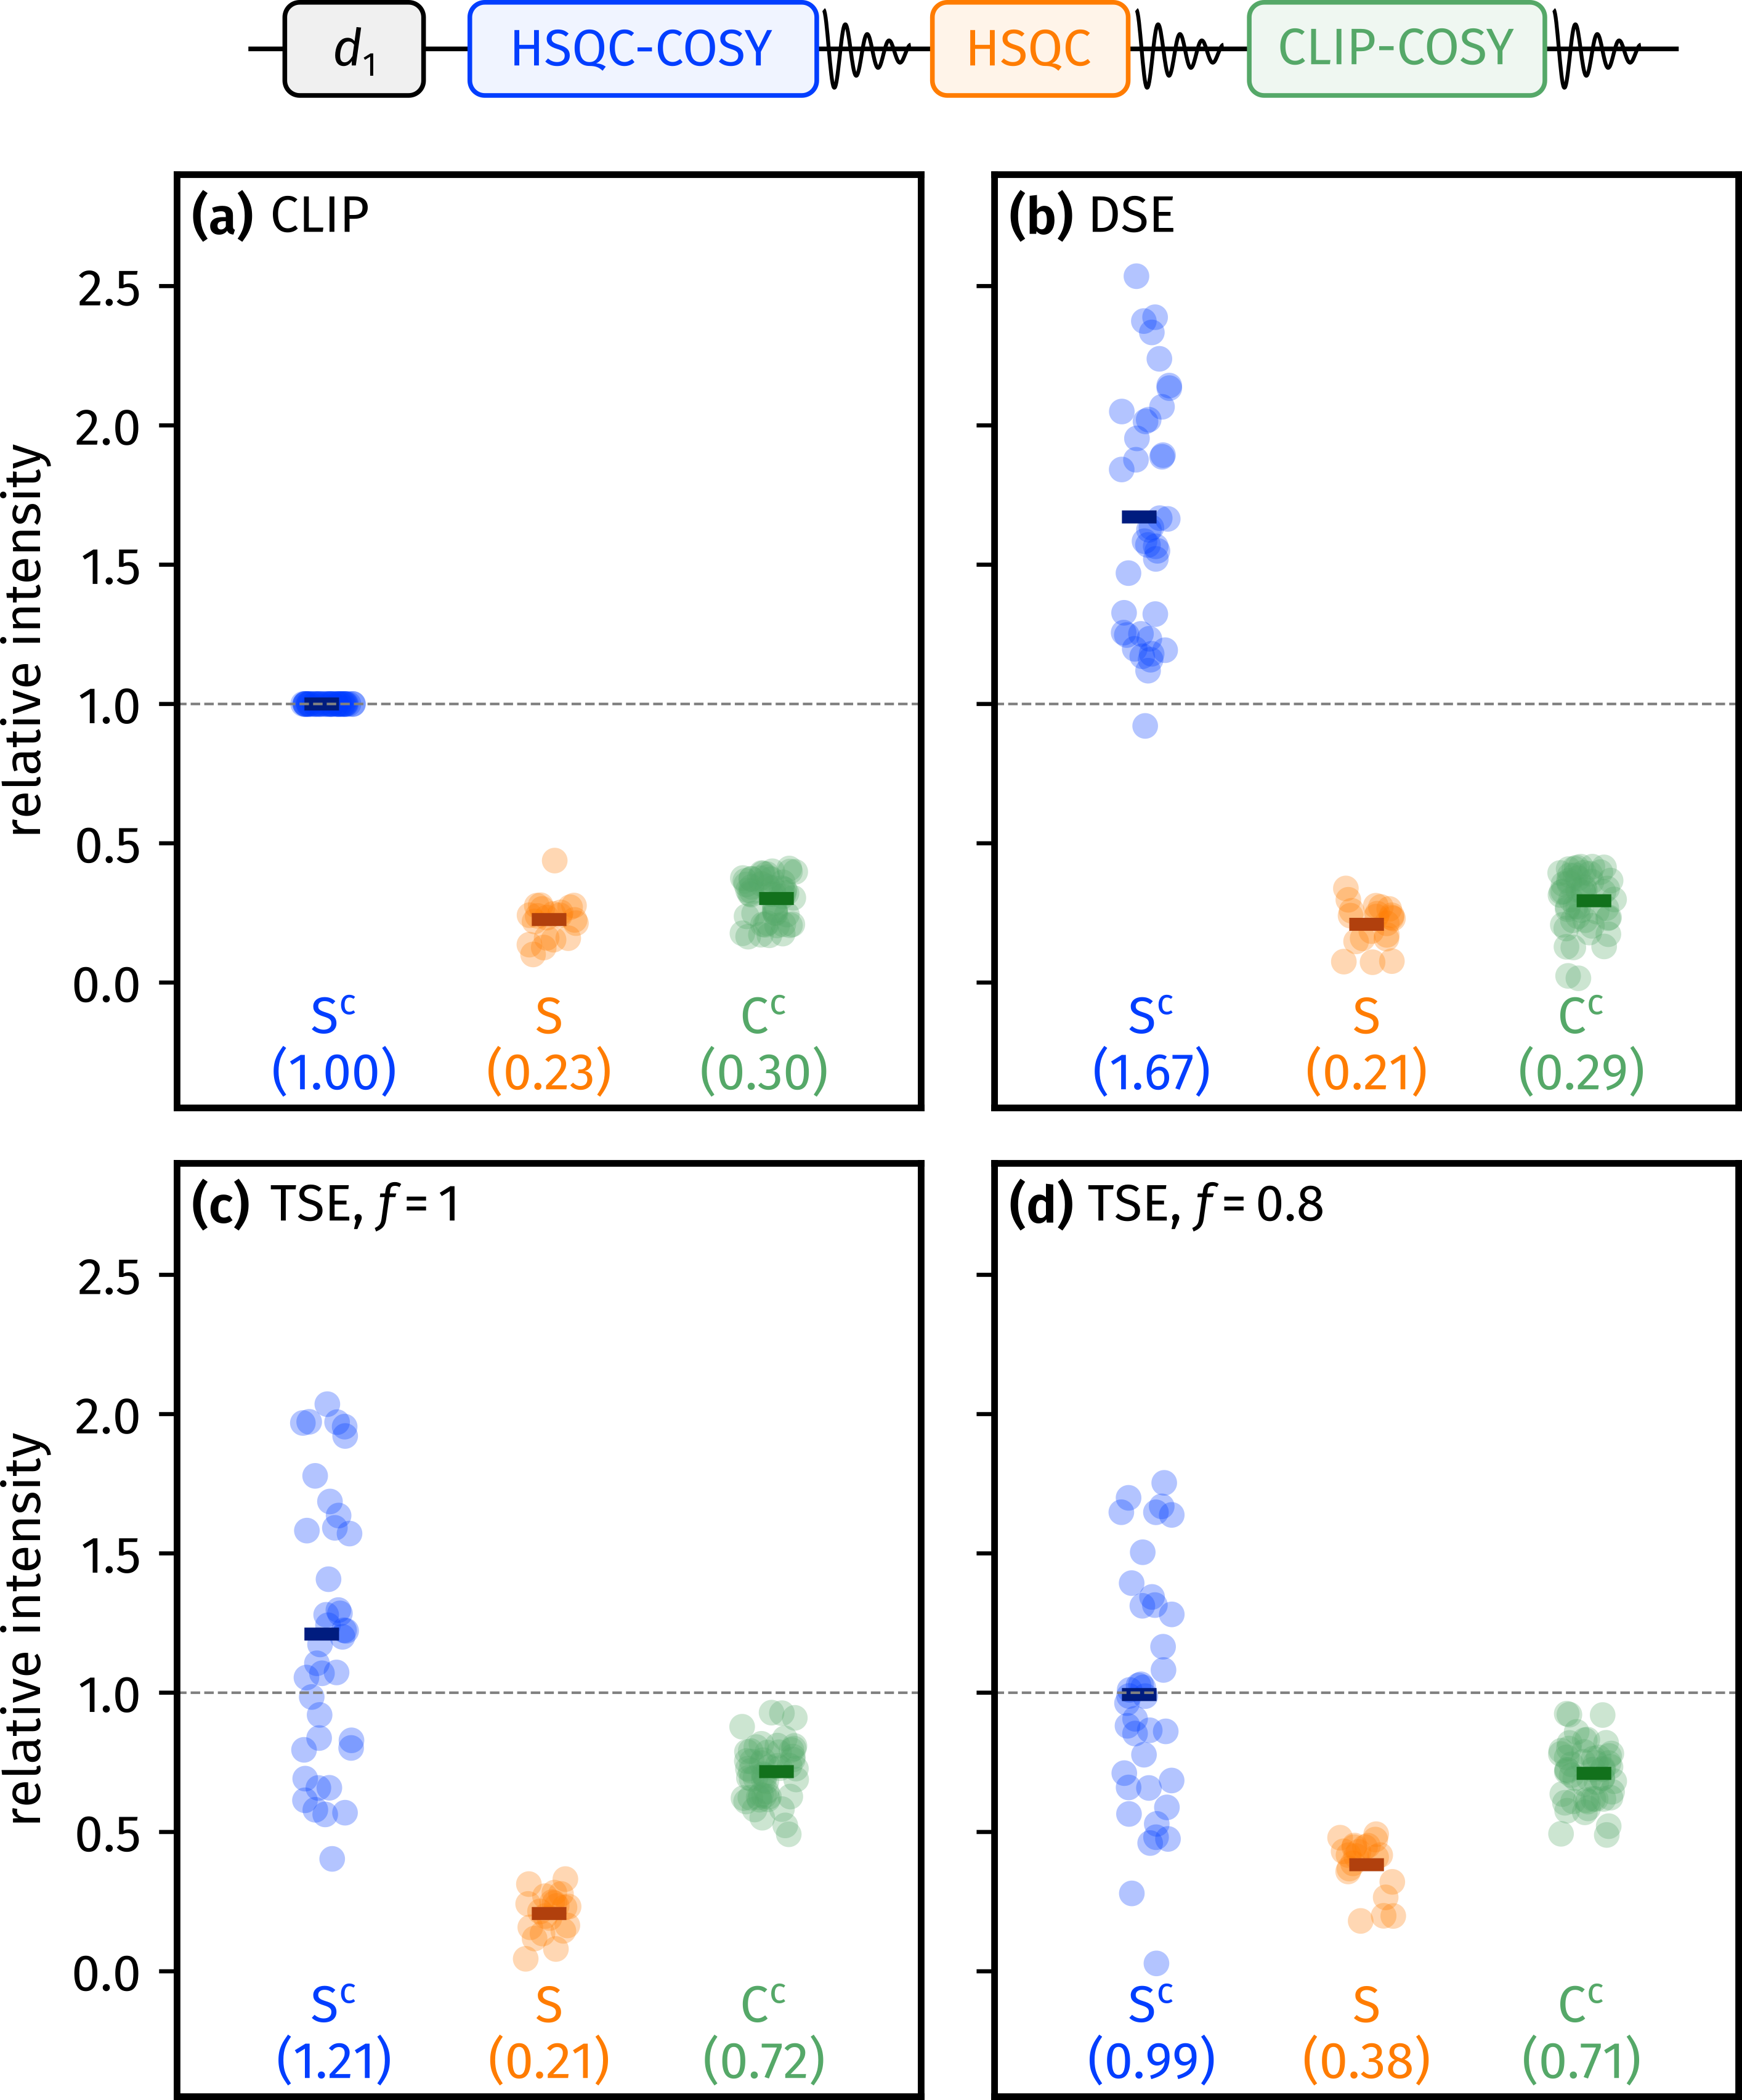 d1 HSQC-COSY HSQC CLIP-COSY
(a) CLIP
relative intensity
2.5
2.0
1.5
1.0
0.5
0.0
Sᶜ S Cᶜ
(1.00) (0.23) (0.30)
(b) DSE
Sᶜ S Cᶜ
(1.67) (0.21) (0.29)
(c) TSE, f = 1
relative intensity
2.5
2.0
1.5
1.0
0.5
0.0
Sᶜ S Cᶜ
(1.21) (0.21) (0.72)
(d) TSE, f = 0.8
Sᶜ S Cᶜ
(0.99) (0.38) (0.71)